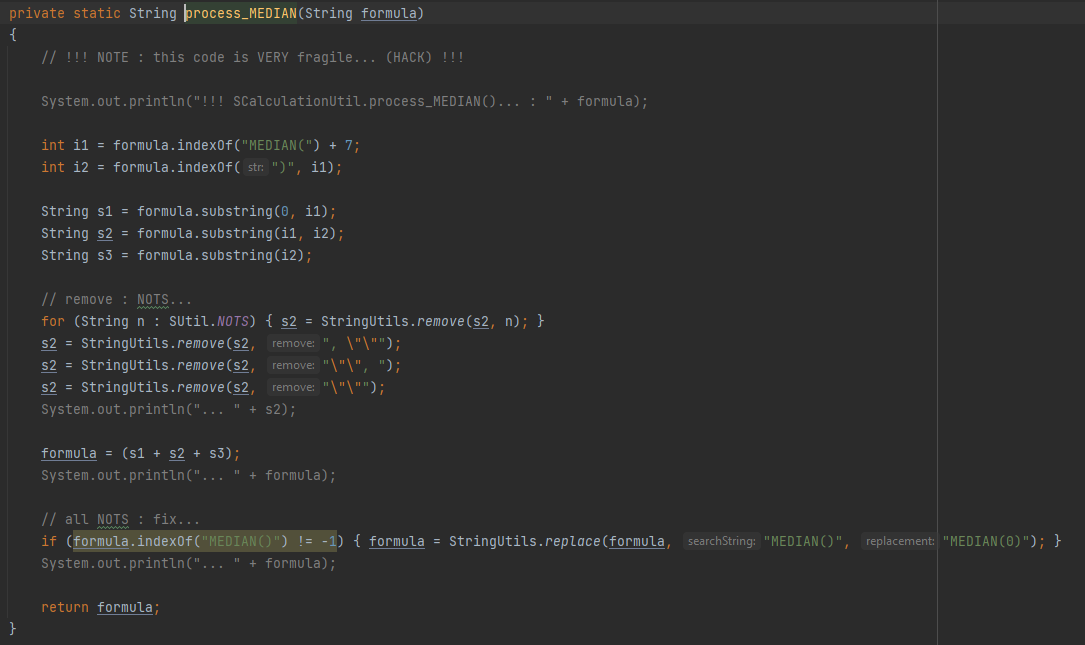 private static String process_MEDIAN(String formula)
{
// !!! NOTE : this code is VERY fragile... (HACK) !!!
System.out.println("!!! SCalculationUtil.process_MEDIAN()... : " + formula);
int i1 = formula.indexOf("MEDIAN(") + 7;
int i2 = formula.indexOf( str: ")", i1);
String s1 = formula.substring(0, i1);
String s2 = formula.substring(i1, i2);
String s3 = formula.substring(i2);
// remove : NOTS...
for (String n : SUtil.NOTS) { s2 = StringUtils.remove(s2, n); }
s2 = StringUtils.remove(s2, remove: ", \"\"");
s2 = StringUtils.remove(s2, remove: "\"\", ");
s2 = StringUtils.remove(s2, remove: "\"\"");
System.out.println("... " + s2);
formula = (s1 + s2 + s3);
System.out.println("... " + formula);
// all NOTS : fix...
if (formula.indexOf("MEDIAN()") != -1) { formula = StringUtils.replace(formula, searchString: "MEDIAN()", replacement: "MEDIAN(0)"); }
System.out.println("... " + formula);
return formula;
}